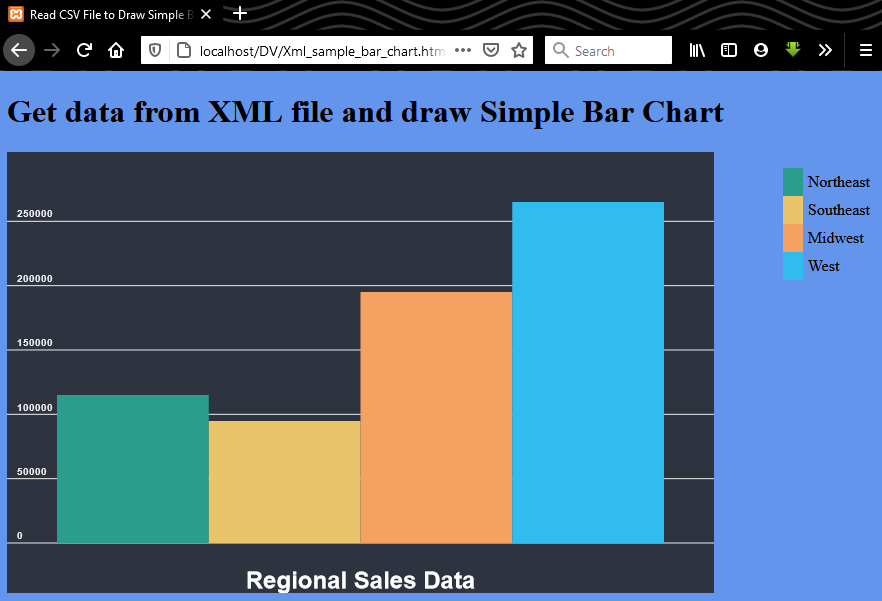 Read CSV File to Draw Simple B
localhost/DV/Xml_sample_bar_chart.htm
Search
Get data from XML file and draw Simple Bar Chart
250000
200000
150000
100000
50000
0
Regional Sales Data
Northeast
Southeast
Midwest
West